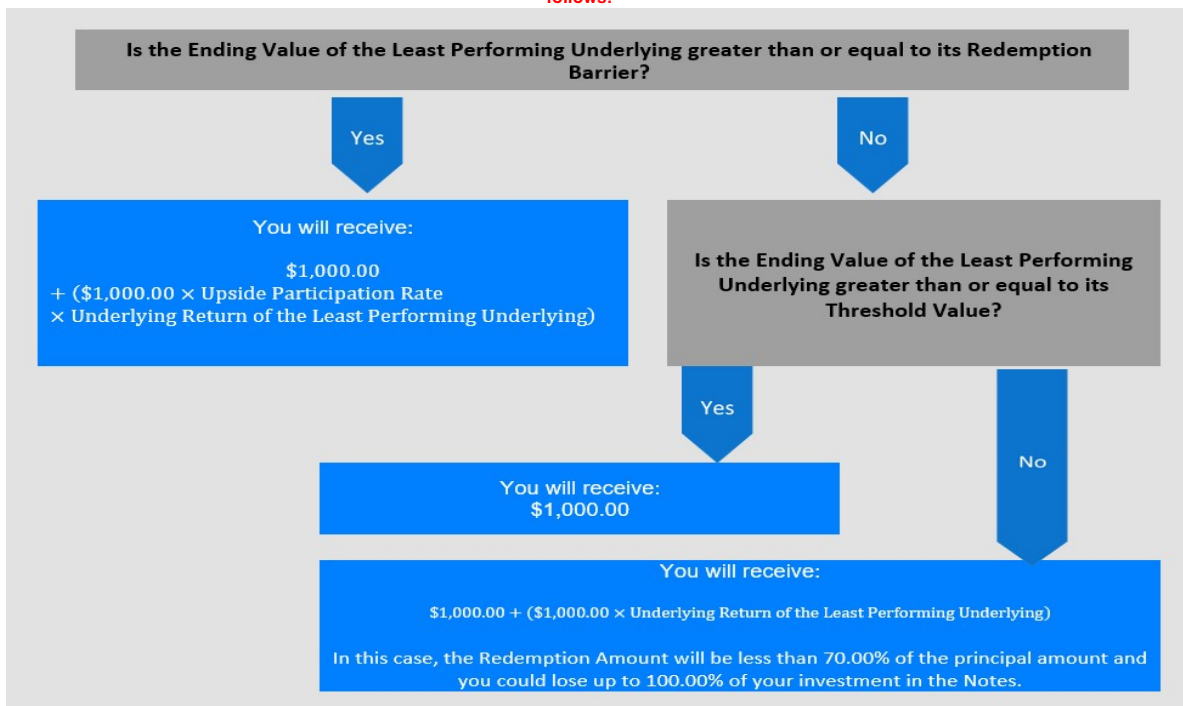 follows:
Is the Ending Value of the Least Performing Underlying greater than or equal to its Redemption
Barrier?
Yes
No
You will receive:
$1,000.00
+ ($1,000.00 × Upside Participation Rate
× Underlying Return of the Least Performing Underlying)
Is the Ending Value of the Least Performing
Underlying greater than or equal to its
Threshold Value?
Yes
No
You will receive:
$1,000.00
You will receive:
$1,000.00 + ($1,000.00 × Underlying Return of the Least Performing Underlying)
In this case, the Redemption Amount will be less than 70.00% of the principal amount and
you could lose up to 100.00% of your investment in the Notes.